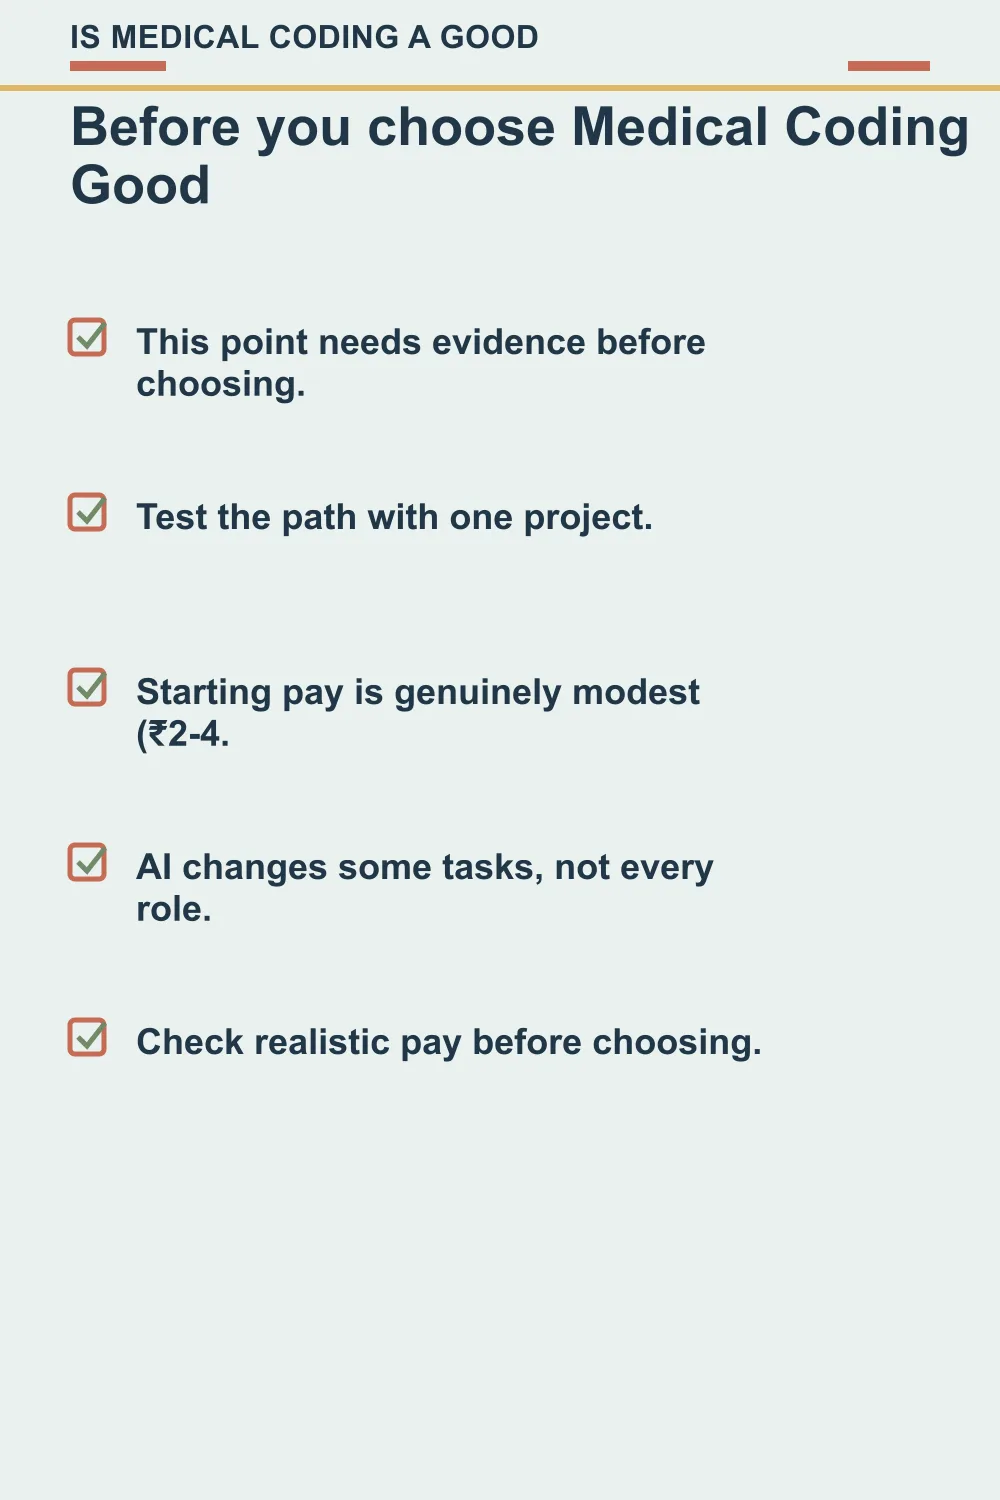 IS MEDICAL CODING A GOOD
Before you choose Medical Coding
Good
This point needs evidence before
choosing.
Test the path with one project.
Starting pay is genuinely modest
(₹2-4.
AI changes some tasks, not every
role.
Check realistic pay before choosing.